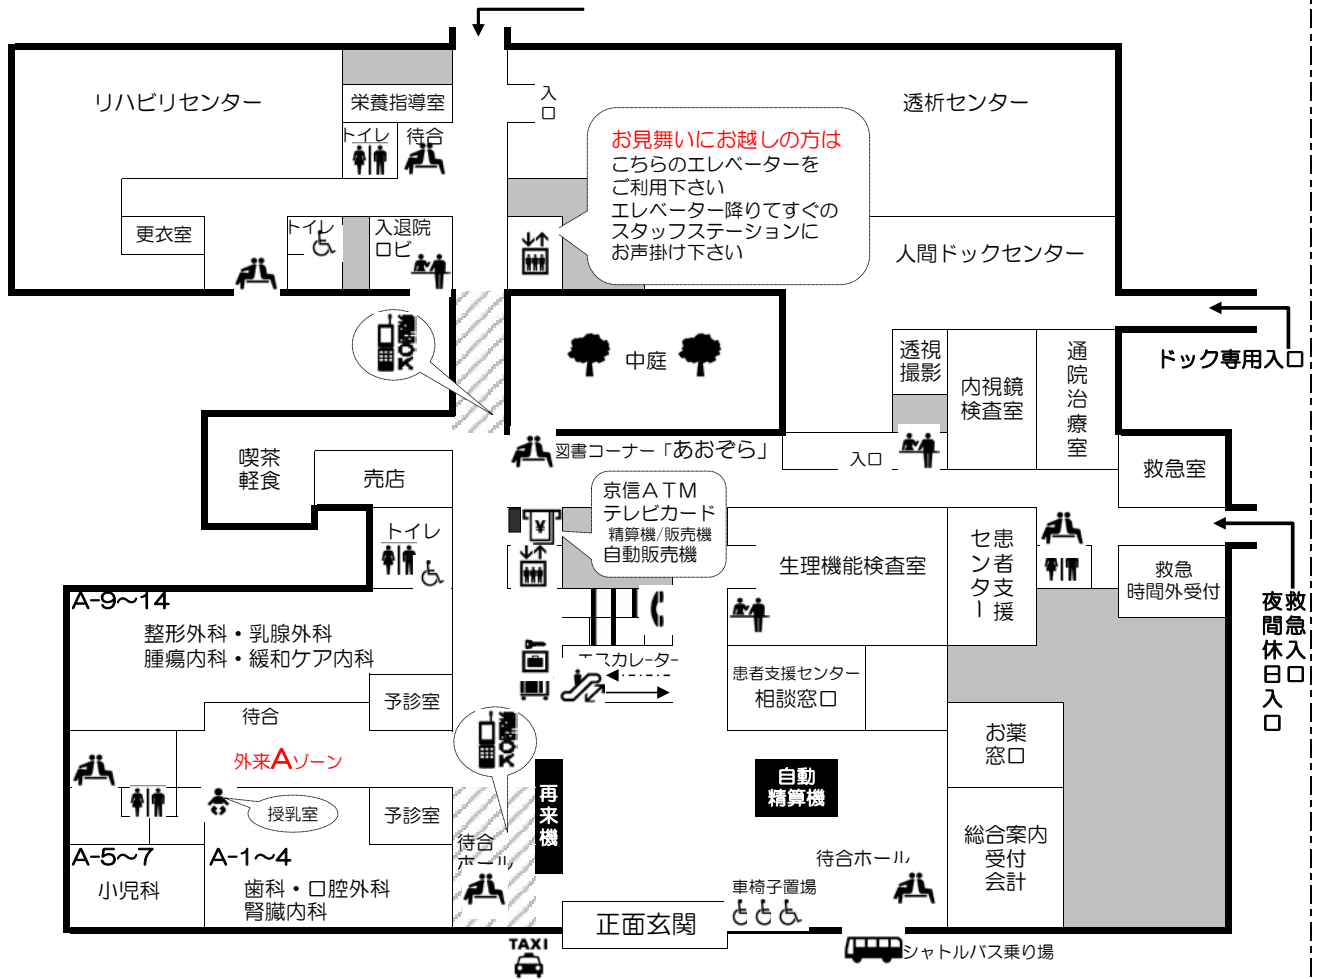 リハビリセンター
栄養指導室
トイレ
待合
入口
透析センター
お見舞いにお越しの方は
こちらのエレベーターを
ご利用下さい
エレベーター降りてすぐの
スタッフステーションに
お声掛け下さい
更衣室
トイレ
入退院
ロビ
人間ドックセンター
携帯OK
中庭
透視
撮影
内視鏡
検査室
通院治療室
ドック専用入口
喫茶
軽食
売店
図書コーナー「あおぞら」
入口
救急室
京信ATM
テレビカード
精算機/販売機
自動販売機
¥
トイレ
生理機能検査室
患者支援
センター
救急
時間外受付
救急入口
夜間休日入口
A-9～14
整形外科・乳腺外科
腫瘍内科・緩和ケア内科
エスカレーター
患者支援センター
相談窓口
予診室
待合
外来Aゾーン
お薬
窓口
自動
精算機
再来機
授乳室
予診室
待合
ホール
A-5～7
小児科
A-1～4
歯科・口腔外科
腎臓内科
総合案内
受付
会計
待合ホール
車椅子置場
正面玄関
TAXI
シャトルバス乗り場